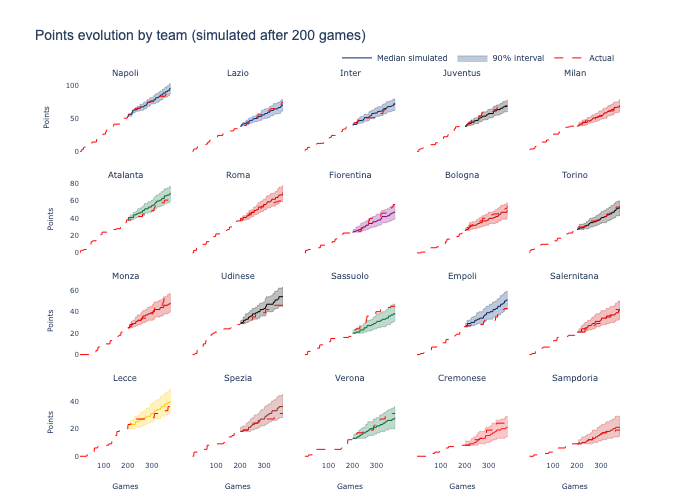 Points evolution by team (simulated after 200 games)
Median simulated 90% interval Actual
Napoli Lazio Inter Juventus Milan
100
50
0
Points
Atalanta Roma Fiorentina Bologna Torino
80
60
40
20
0
Points
Monza Udinese Sassuolo Empoli Salernitana
60
40
20
0
Points
Lecce Spezia Verona Cremonese Sampdoria
40
20
0
Points
100 200 300 100 200 300 100 200 300 100 200 300 100 200 300
Games Games Games Games Games